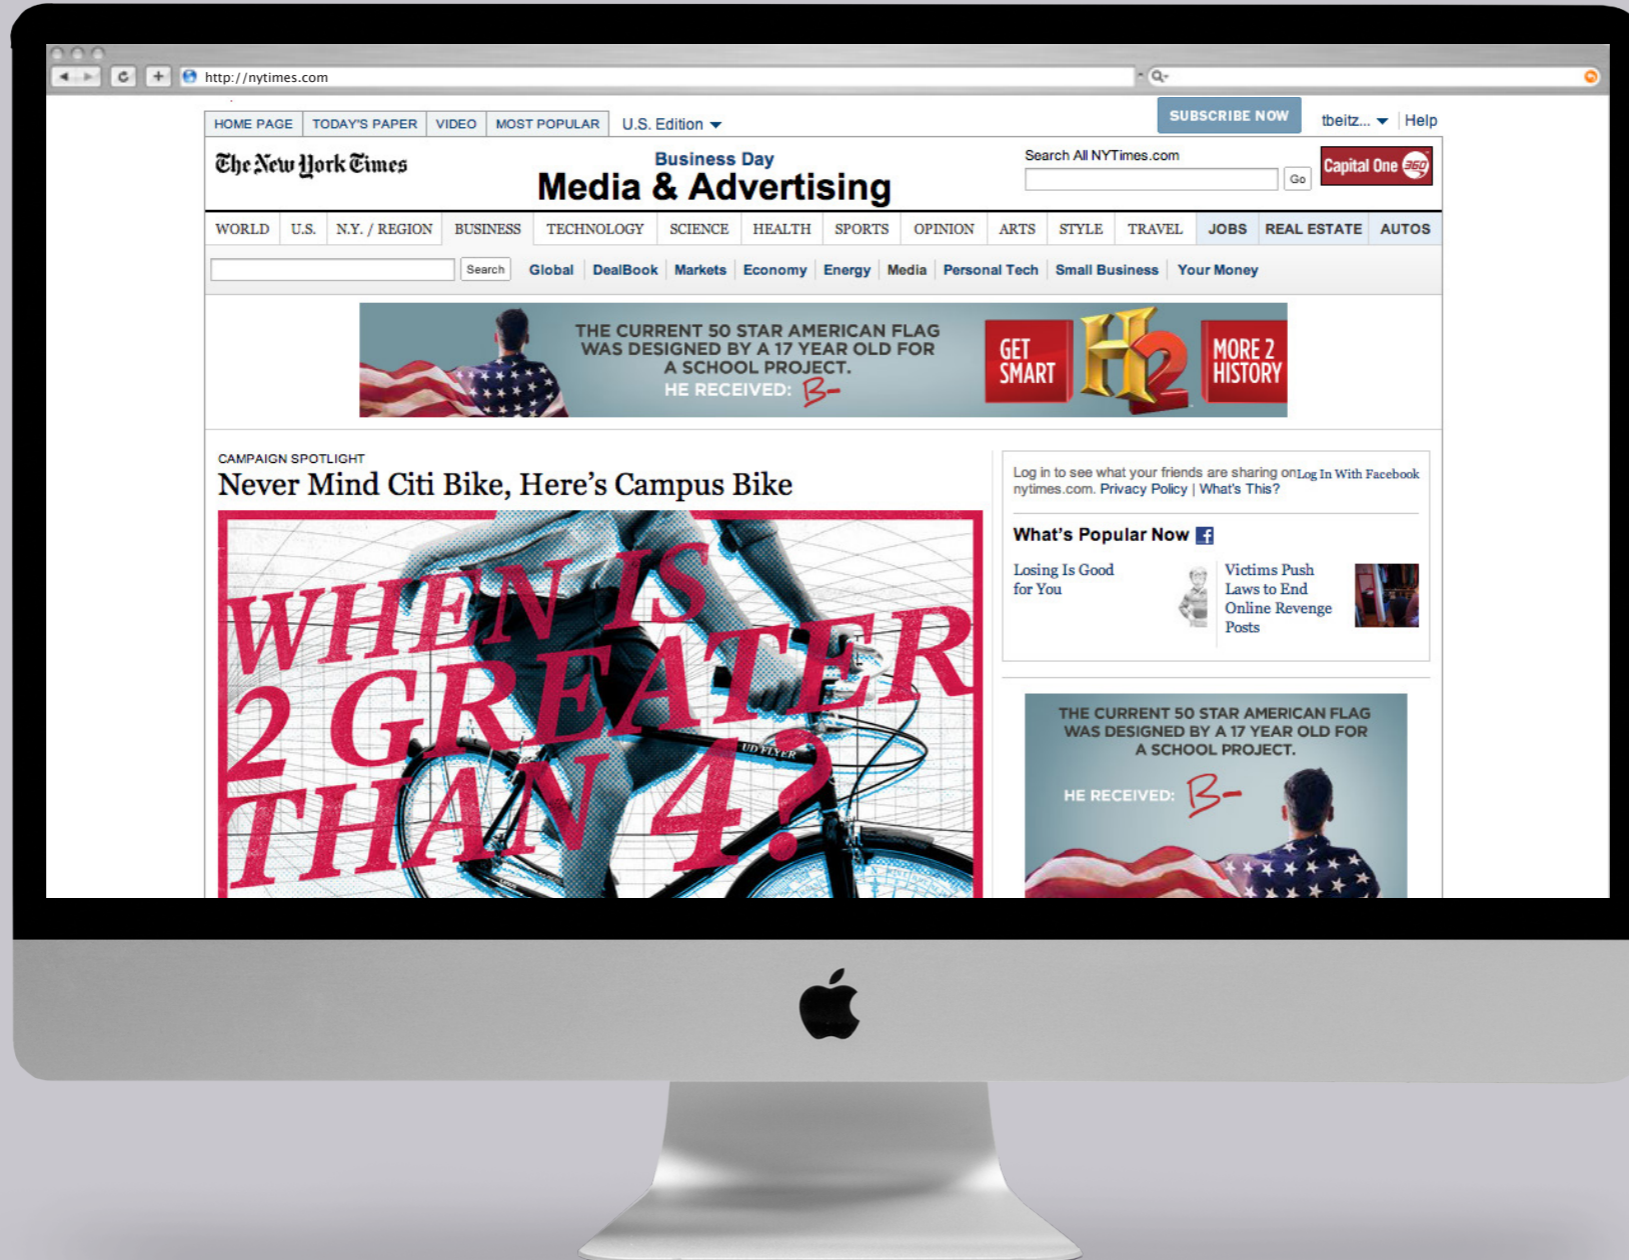 http://nytimes.com
HOME PAGE TODAY'S PAPER VIDEO MOST POPULAR U.S. Edition
SUBSCRIBE NOW tbeitz... Help
The New York Times
Business Day
Media & Advertising
Search All NYTimes.com
Go
Capital One 360
WORLD U.S. N.Y. / REGION BUSINESS TECHNOLOGY SCIENCE HEALTH SPORTS OPINION ARTS STYLE TRAVEL JOBS REAL ESTATE AUTOS
Search Global DealBook Markets Economy Energy Media Personal Tech Small Business Your Money
THE CURRENT 50 STAR AMERICAN FLAG
WAS DESIGNED BY A 17 YEAR OLD FOR
A SCHOOL PROJECT.
HE RECEIVED: B-
GET
SMART
H2
MORE 2
HISTORY
CAMPAIGN SPOTLIGHT
Never Mind Citi Bike, Here's Campus Bike
WHEN IS
2 GREATER
THAN 4?
UD FLYER
Log in to see what your friends are sharing on
nytimes.com. Privacy Policy | What's This?
Log In With Facebook
What's Popular Now f
Losing Is Good
for You
Victims Push
Laws to End
Online Revenge
Posts
THE CURRENT 50 STAR AMERICAN FLAG
WAS DESIGNED BY A 17 YEAR OLD FOR
A SCHOOL PROJECT.
HE RECEIVED: B-